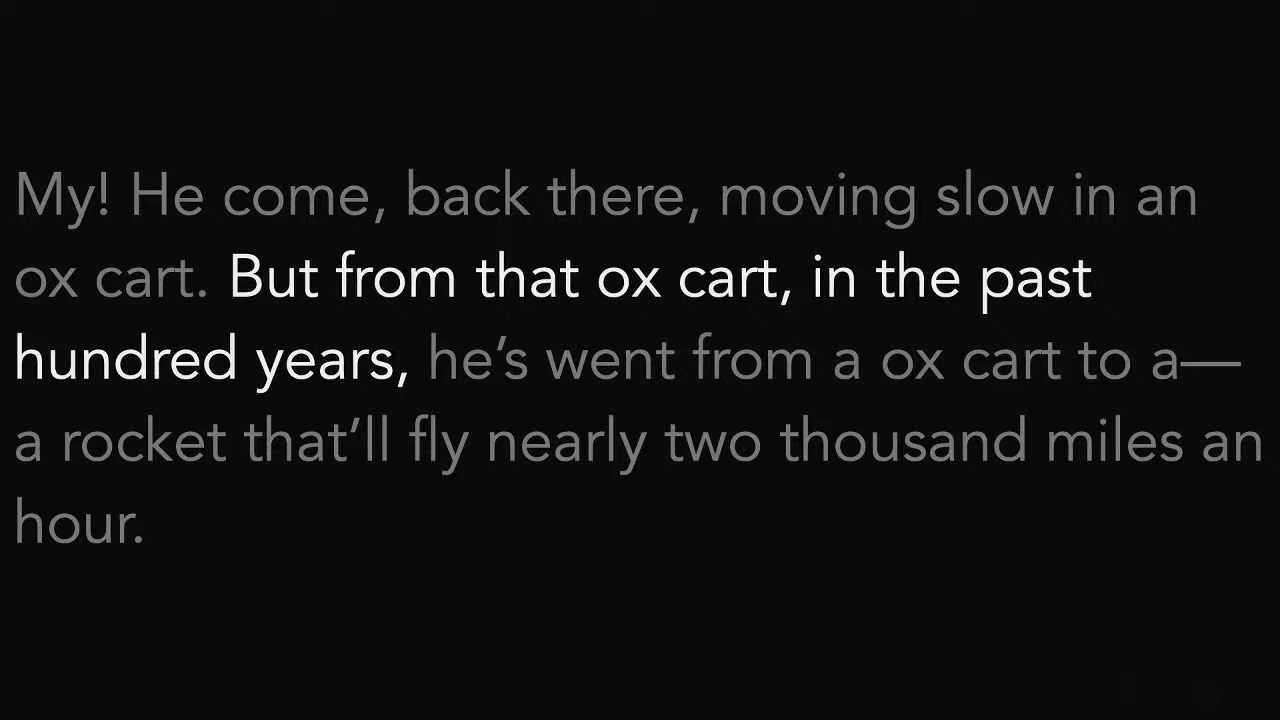 My! He come, back there, moving slow in an
ox cart. But from that ox cart, in the past
hundred years, he’s went from a ox cart to a—
a rocket that’ll fly nearly two thousand miles an
hour.